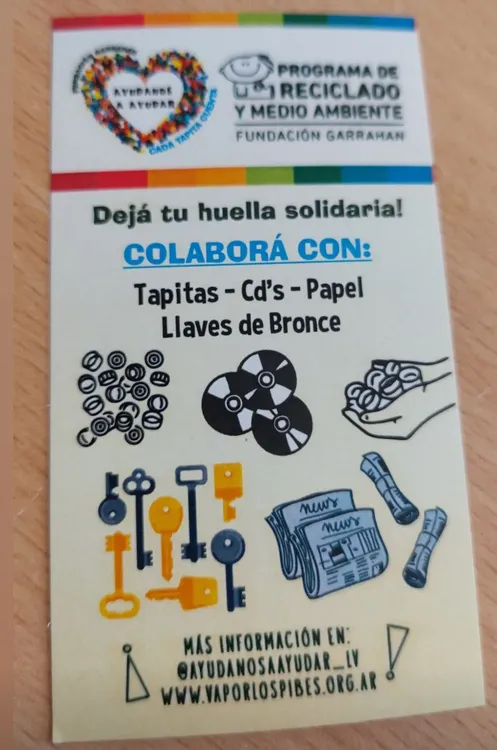 AYUDANOS
A AYUDAR
CADA TAPITA CUENTA
PROGRAMA DE
RECICLADO
Y MEDIO AMBIENTE
FUNDACIÓN GARRAHAN
Dejá tu huella solidaria!
COLABORÁ CON:
Tapitas - Cd's - Papel
Llaves de Bronce
news
news
¡ MÁS INFORMACIÓN EN: !
@AYUDANOSAAYUDAR_LV
WWW.VAPORLOSPIBES.ORG.AR